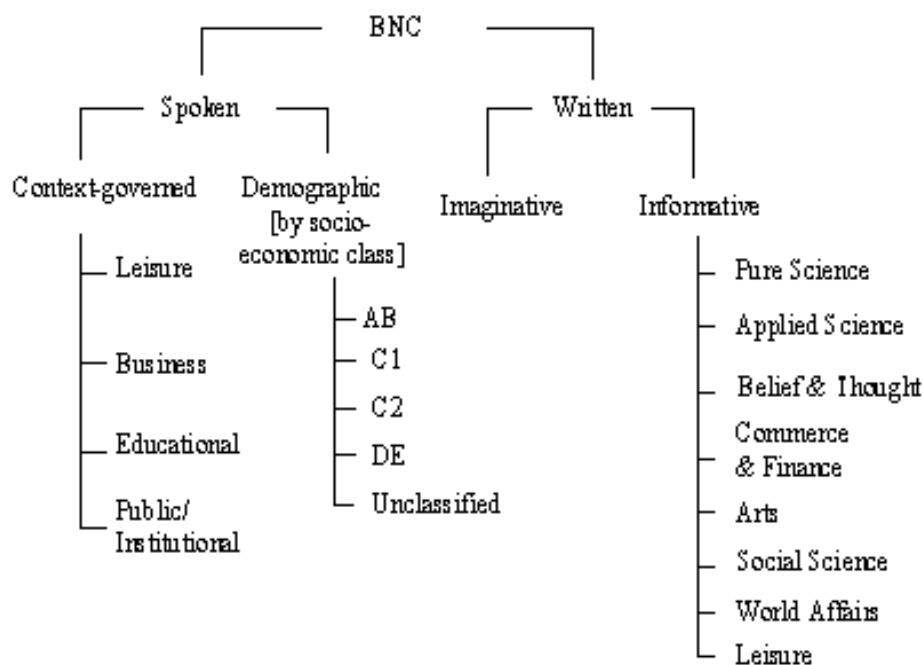 BNC
Spoken
Written
Context-governed
Demographic
[by socio-
economic class]
Imaginative
Informative
Leisure
Business
Educational
Public/
Institutional
AB
C1
C2
DE
Unclassified
Pure Science
Applied Science
Belief & Thought
Commerce
& Finance
Arts
Social Science
World Affairs
Leisure